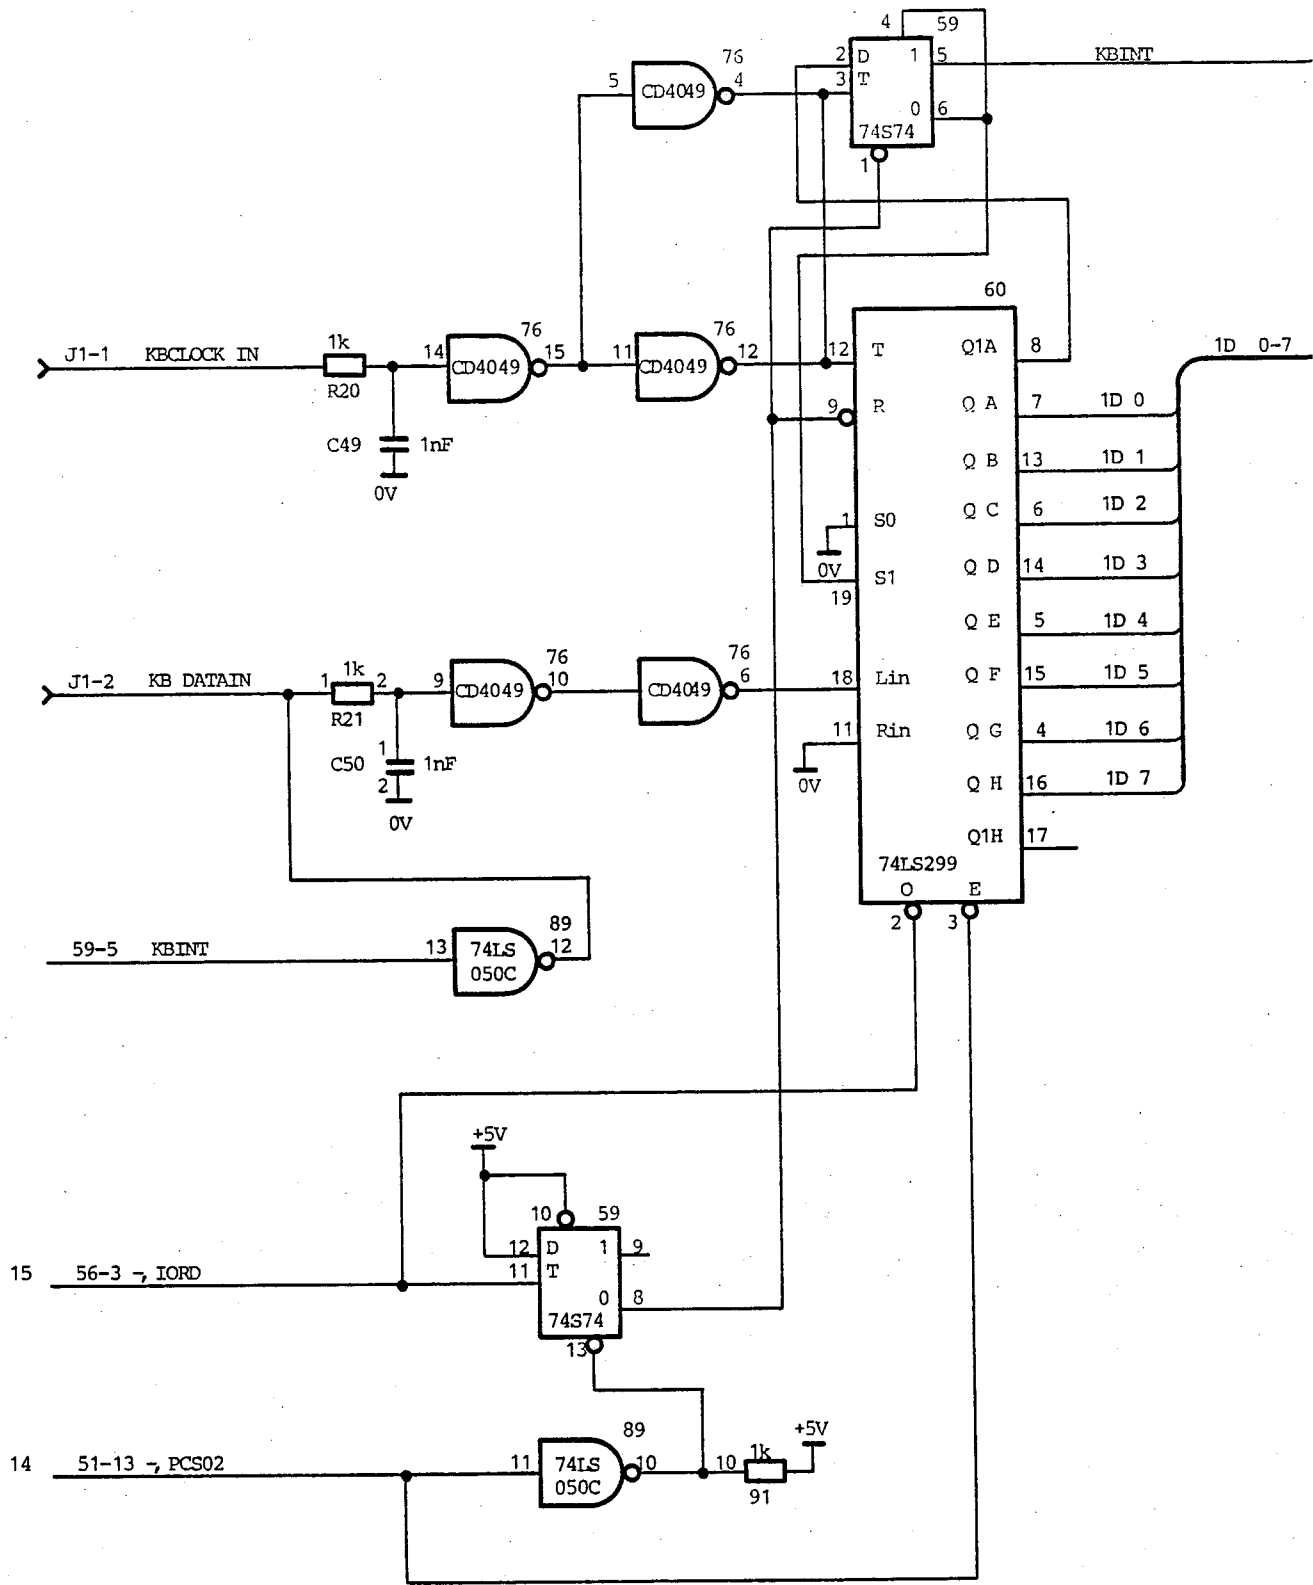 4 59
2 D 1 5 KBINT
76
5 CD4049 4 3 T
0 6
74S74
1
60
1k 76 76
J1-1 KBCLOCK IN 14 CD4049 15 11 CD4049 12 12 T Q1A 8 1D 0-7
R20
9 R Q A 7 1D 0
C49 1nF
0V
Q B 13 1D 1
1 S0 Q C 6 1D 2
0V
S1 Q D 14 1D 3
19
Q E 5 1D 4
1k 76 76
J1-2 KB DATAIN 1 2 9 CD4049 10 CD4049 6 18 Lin Q F 15 1D 5
R21
11 Rin Q G 4 1D 6
1
C50 1nF
2
0V
0V
Q H 16 1D 7
Q1H 17
74LS299
O E
2 3
89
59-5 KBINT 13 74LS 12
050C
+5V
10 59
12 D 1 9
15 56-3 -, IORD 11 T
0 8
74S74
13
89 +5V
14 51-13 -, PCS02 11 74LS 10 10 1k
050C
91